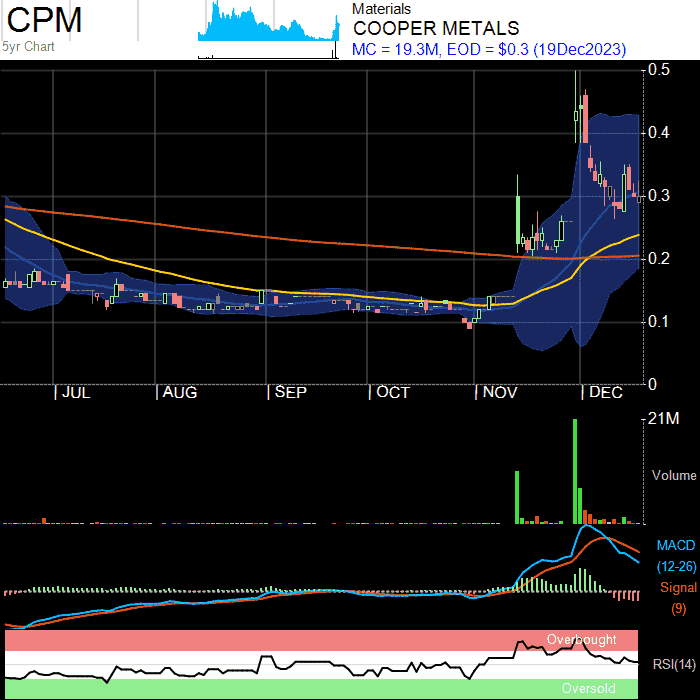 CPM
5yr Chart
Materials
COOPER METALS
MC = 19.3M, EOD = $0.3 (19Dec2023)
0.5
0.4
0.3
0.2
0.1
0
JUL
AUG
SEP
OCT
NOV
DEC
21M
Volume
MACD
(12-26)
Signal
(9)
Overbought
RSI(14)
Oversold